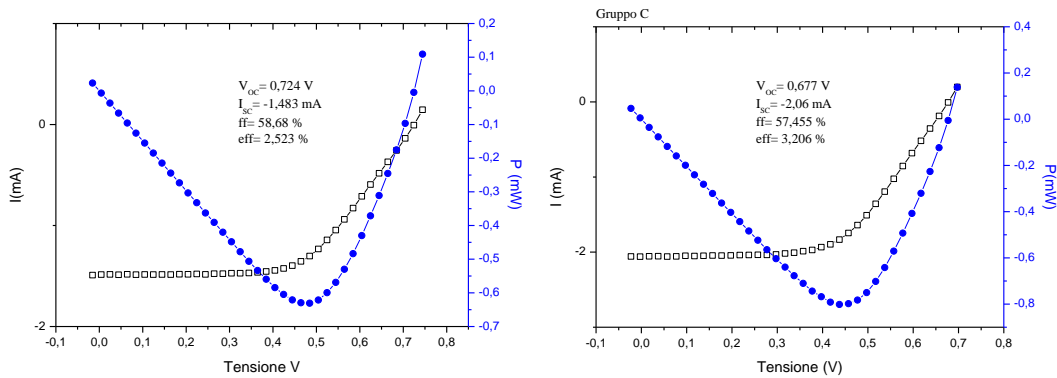 V_OC = 0,724 V
I_SC = -1,483 mA
ff= 58,68 %
eff= 2,523 %
I(mA)
0
-2
-0,1
0,0
0,1
0,2
0,3
0,4
0,5
0,6
0,7
0,8
Tensione V
0,2
0,1
0,0
-0,1
-0,2
-0,3
-0,4
-0,5
-0,6
-0,7
P (mW)
Gruppo C
V_OC = 0,677 V
I_SC = -2,06 mA
ff= 57,455 %
eff= 3,206 %
I (mA)
0
-2
-0,1
0,0
0,1
0,2
0,3
0,4
0,5
0,6
0,7
0,8
Tensione (V)
0,4
0,2
0,0
-0,2
-0,4
-0,6
-0,8
P(mW)